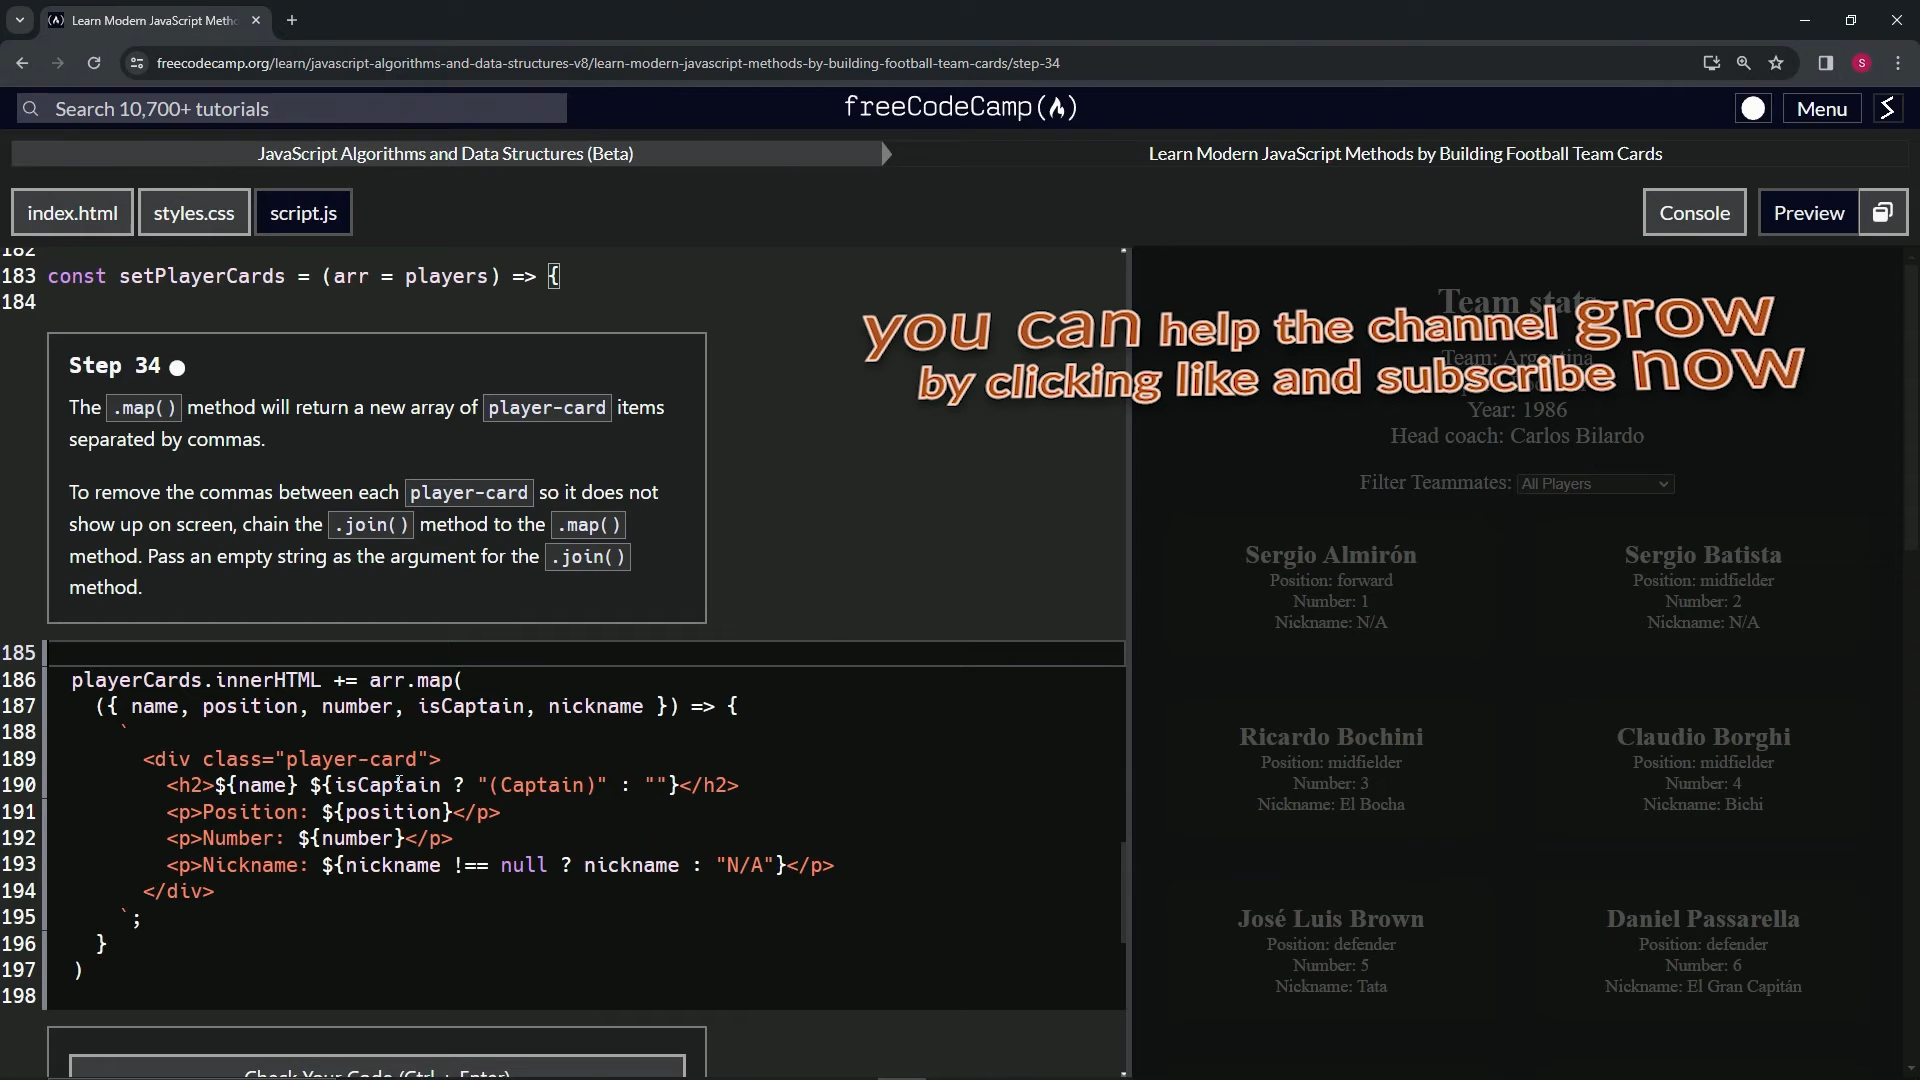 Learn Modern JavaScript Meth
freecodecamp.org/learn/javascript-algorithms-and-data-structures-v8/learn-modern-javascript-methods-by-building-football-team-cards/step-34
S
Search 10,700+ tutorials
freeCodeCamp(🔥)
Menu
JavaScript Algorithms and Data Structures (Beta)
Learn Modern JavaScript Methods by Building Football Team Cards
index.html
styles.css
script.js
Console
Preview
182
183 const setPlayerCards = (arr = players) => {
184
Step 34
The .map() method will return a new array of player-card items
separated by commas.
To remove the commas between each player-card so it does not
show up on screen, chain the .join() method to the .map()
method. Pass an empty string as the argument for the .join()
method.
185
186 playerCards.innerHTML += arr.map(
187 ({ name, position, number, isCaptain, nickname }) => {
188 `
189 <div class="player-card">
190 <h2>${name} ${isCaptain ? "(Captain)" : ""}</h2>
191 <p>Position: ${position}</p>
192 <p>Number: ${number}</p>
193 <p>Nickname: ${nickname !== null ? nickname : "N/A"}</p>
194 </div>
195 `;
196 }
197 )
198
Check Your Code (Ctrl + Enter)
you can help the channel grow
by clicking like and subscribe now
Team stats
Team: Argentina
Year: 1986
Head coach: Carlos Bilardo
Filter Teammates: All Players
Sergio Almirón
Position: forward
Number: 1
Nickname: N/A
Sergio Batista
Position: midfielder
Number: 2
Nickname: N/A
Ricardo Bochini
Position: midfielder
Number: 3
Nickname: El Bocha
Claudio Borghi
Position: midfielder
Number: 4
Nickname: Bichi
José Luis Brown
Position: defender
Number: 5
Nickname: Tata
Daniel Passarella
Position: defender
Number: 6
Nickname: El Gran Capitán